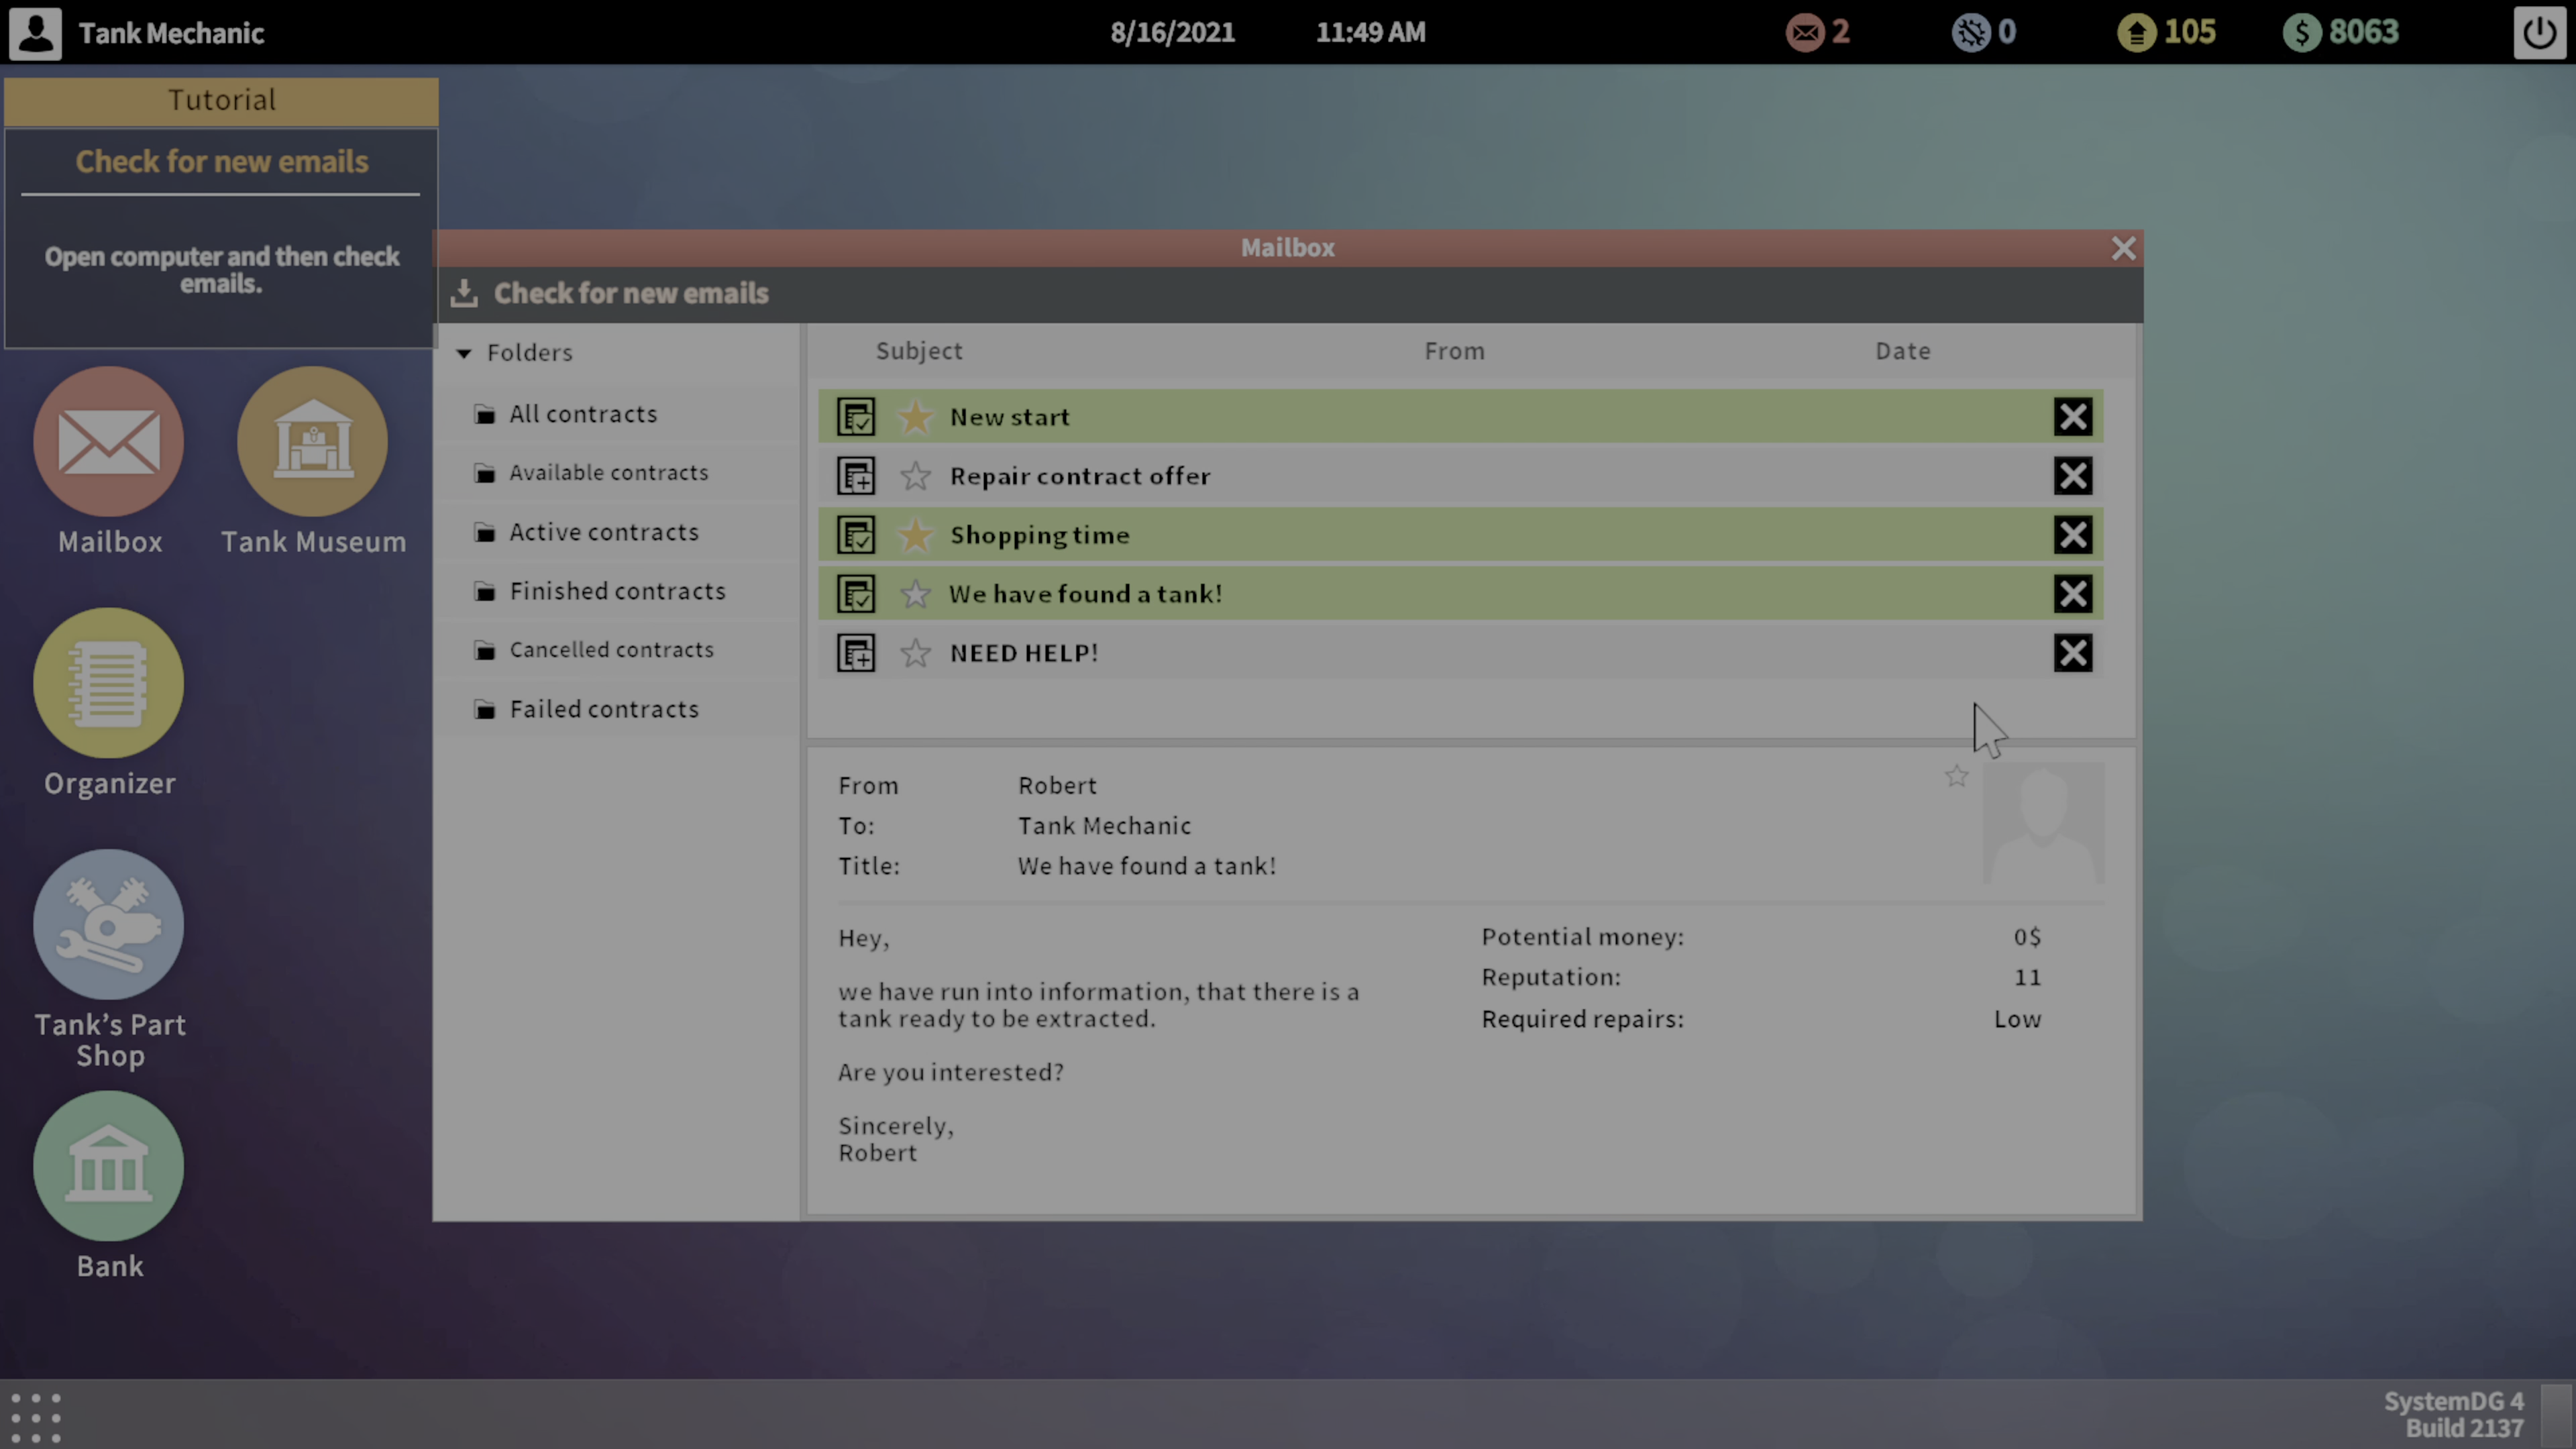 Tank Mechanic
8/16/2021
11:49 AM
2
0
105
8063
Tutorial
Check for new emails
Open computer and then check
emails.
Mailbox
Tank Museum
Organizer
Tank's Part
Shop
Bank
Mailbox
Check for new emails
Folders
All contracts
Available contracts
Active contracts
Finished contracts
Cancelled contracts
Failed contracts
Subject From Date
New start
Repair contract offer
Shopping time
We have found a tank!
NEED HELP!
From Robert
To: Tank Mechanic
Title: We have found a tank!
Hey,
we have run into information, that there is a
tank ready to be extracted.
Are you interested?
Sincerely,
Robert
Potential money: 0$
Reputation: 11
Required repairs: Low
SystemDG 4
Build 2137